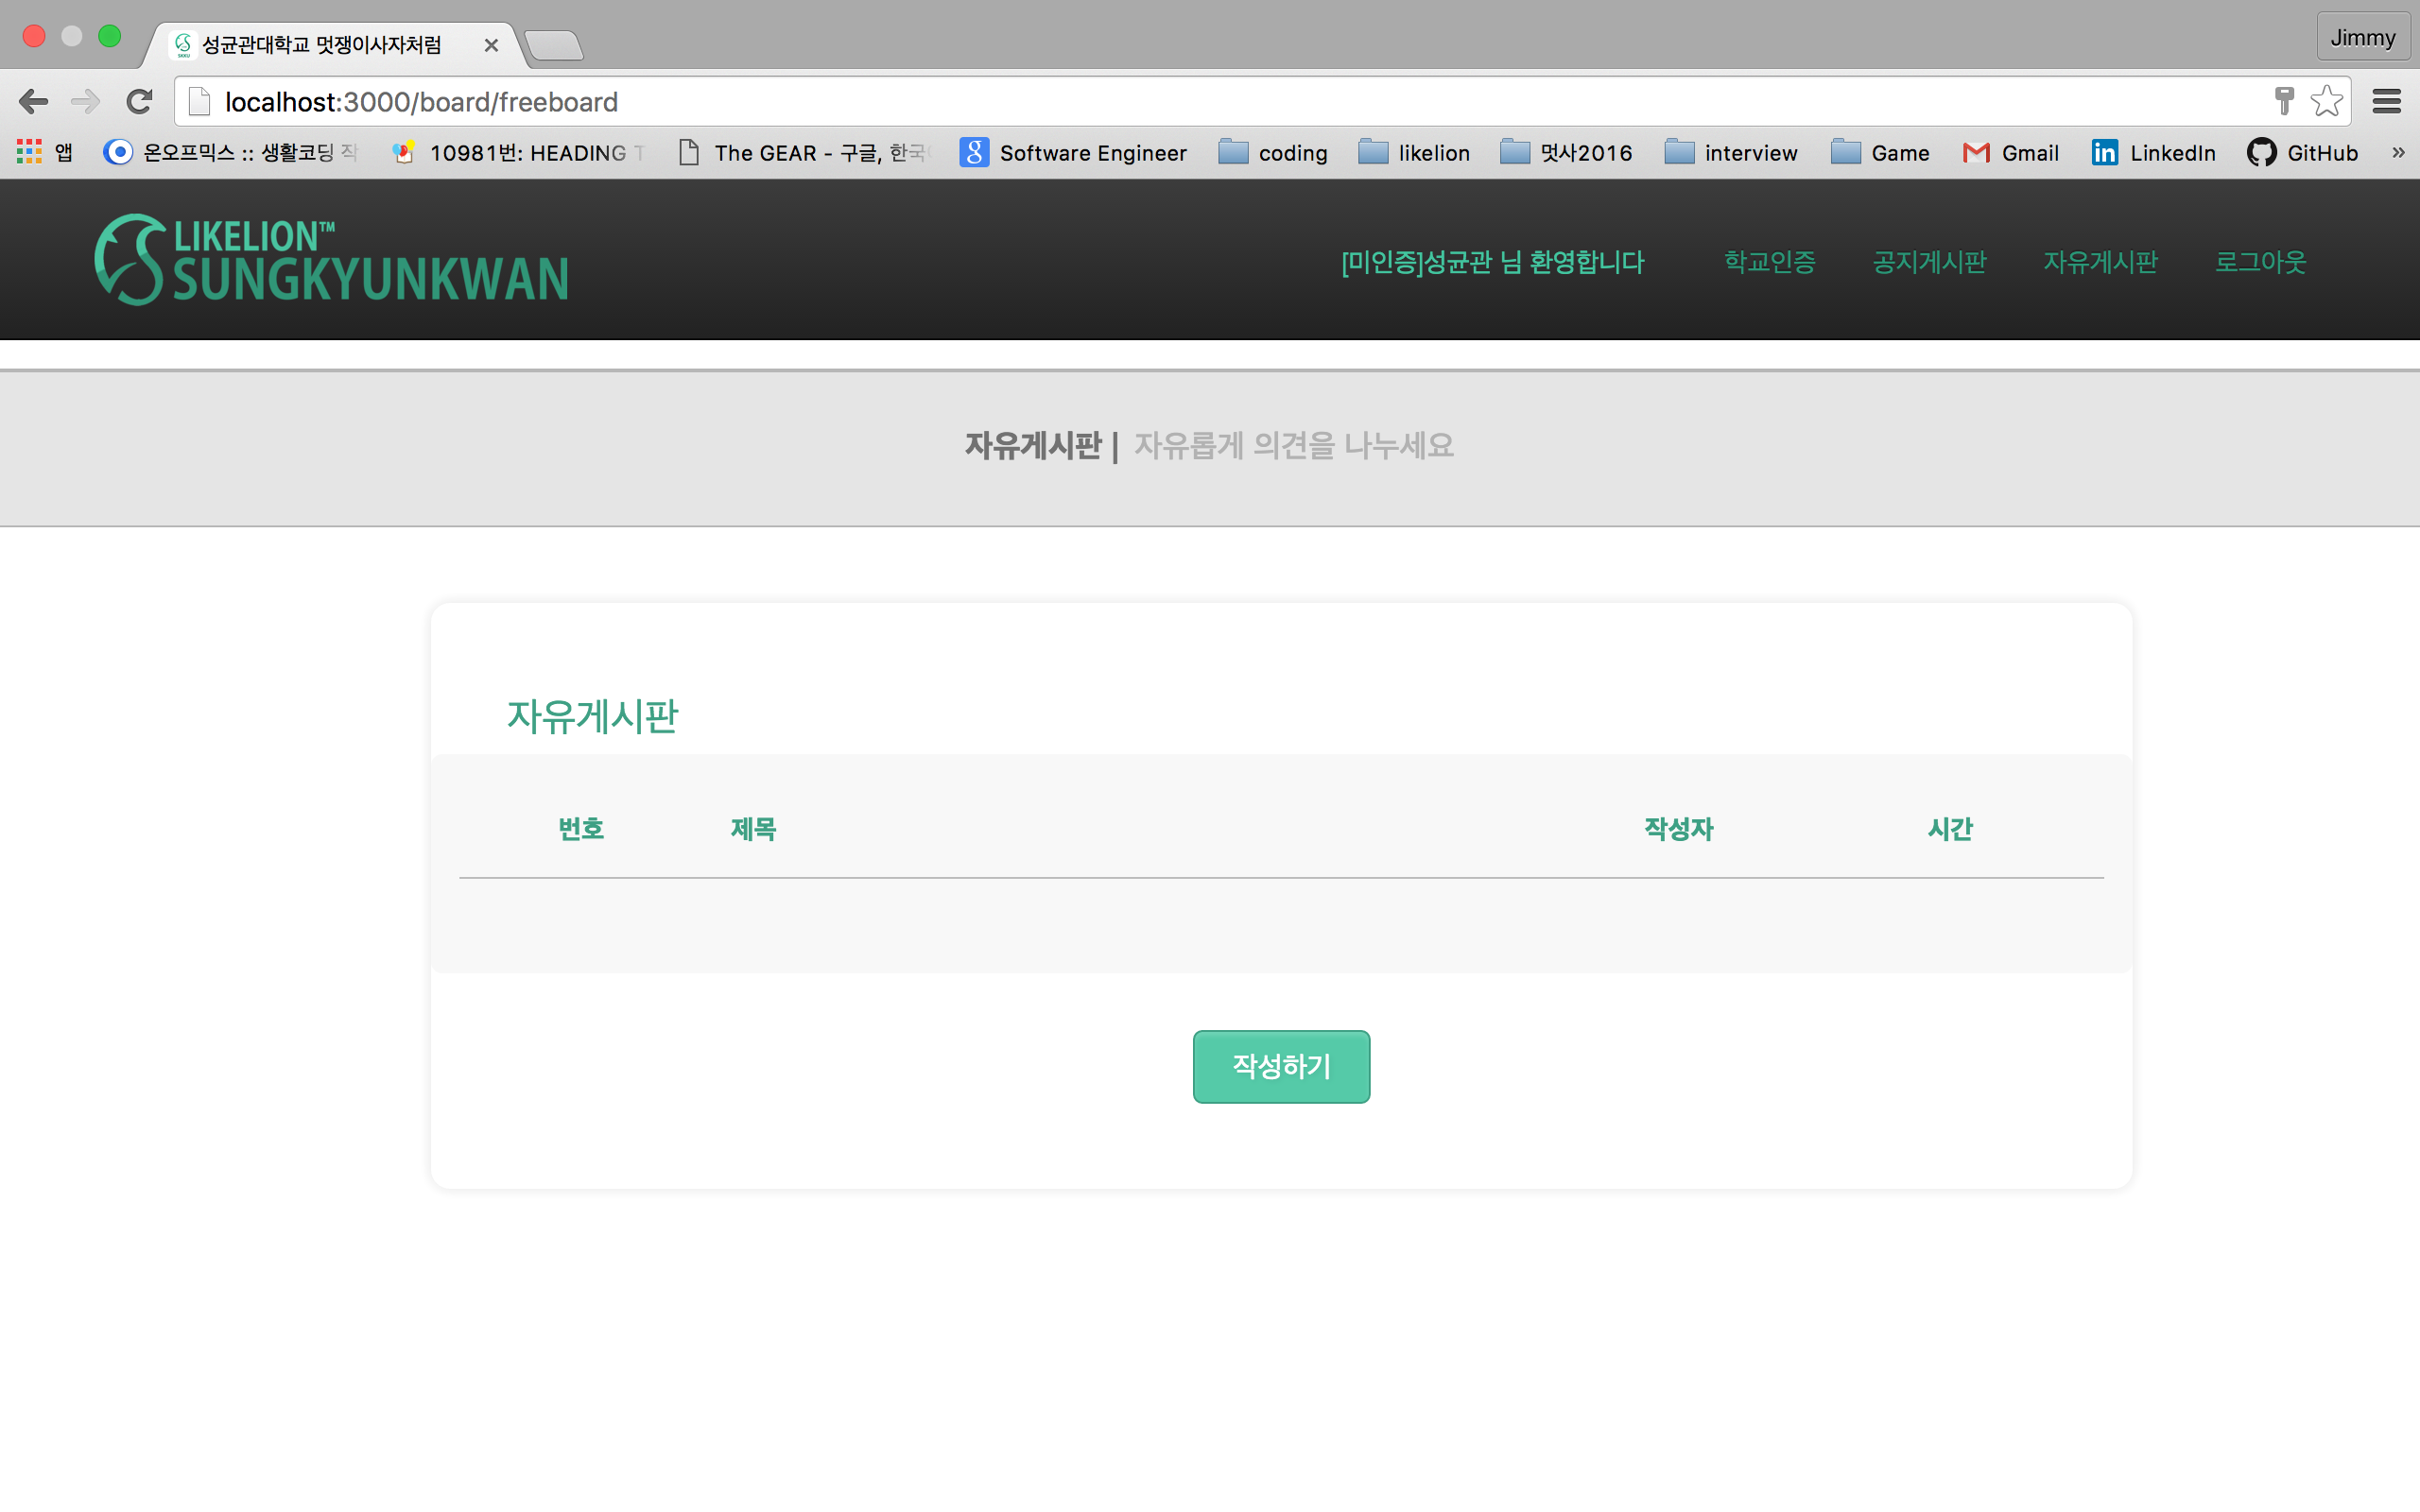 성균관대학교 멋쟁이사자처럼
Jimmy
localhost:3000/board/freeboard
앱 온오프믹스 :: 생활코딩 작 10981번: HEADING T The GEAR - 구글, 한국 Software Engineer coding likelion 멋사2016 interview Game Gmail LinkedIn GitHub »
LIKELION™
SUNGKYUNKWAN
[미인증]성균관 님 환영합니다 학교인증 공지게시판 자유게시판 로그아웃
자유게시판 | 자유롭게 의견을 나누세요
자유게시판
번호 제목 작성자 시간
작성하기